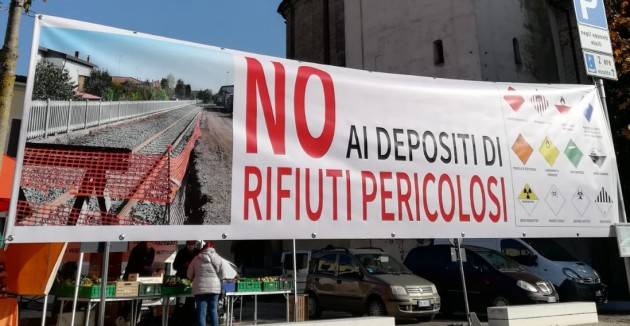 P
NO
AI DEPOSITI DI
RIFIUTI PERICOLOSI